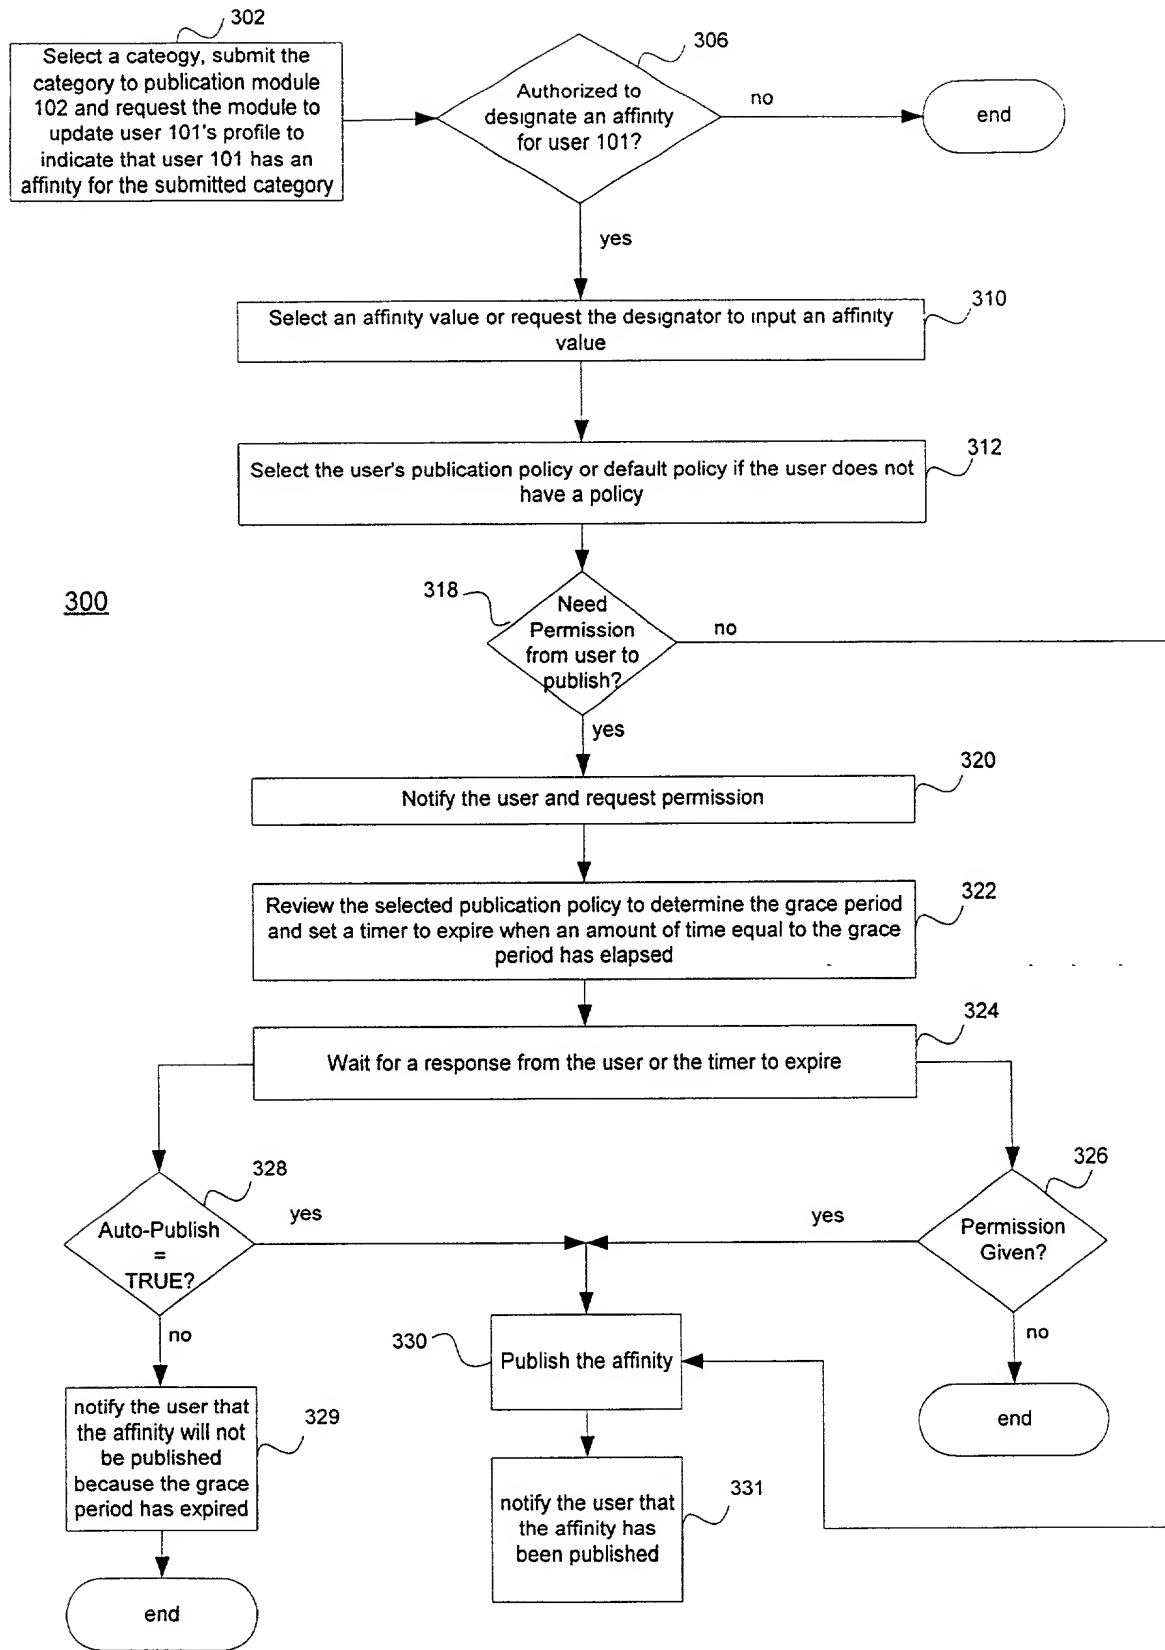 302
Select a cateogy, submit the
category to publication module
102 and request the module to
update user 101's profile to
indicate that user 101 has an
affinity for the submitted category
306
Authorized to
designate an affinity
for user 101?
no
end
yes
310
Select an affinity value or request the designator to input an affinity
value
312
Select the user's publication policy or default policy if the user does not
have a policy
300
318
Need
Permission
from user to
publish?
no
yes
320
Notify the user and request permission
322
Review the selected publication policy to determine the grace period
and set a timer to expire when an amount of time equal to the grace
period has elapsed
324
Wait for a response from the user or the timer to expire
328
Auto-Publish
=
TRUE?
yes
no
326
Permission
Given?
yes
no
end
330
Publish the affinity
329
notify the user that
the affinity will not
be published
because the grace
period has expired
end
331
notify the user that
the affinity has
been published